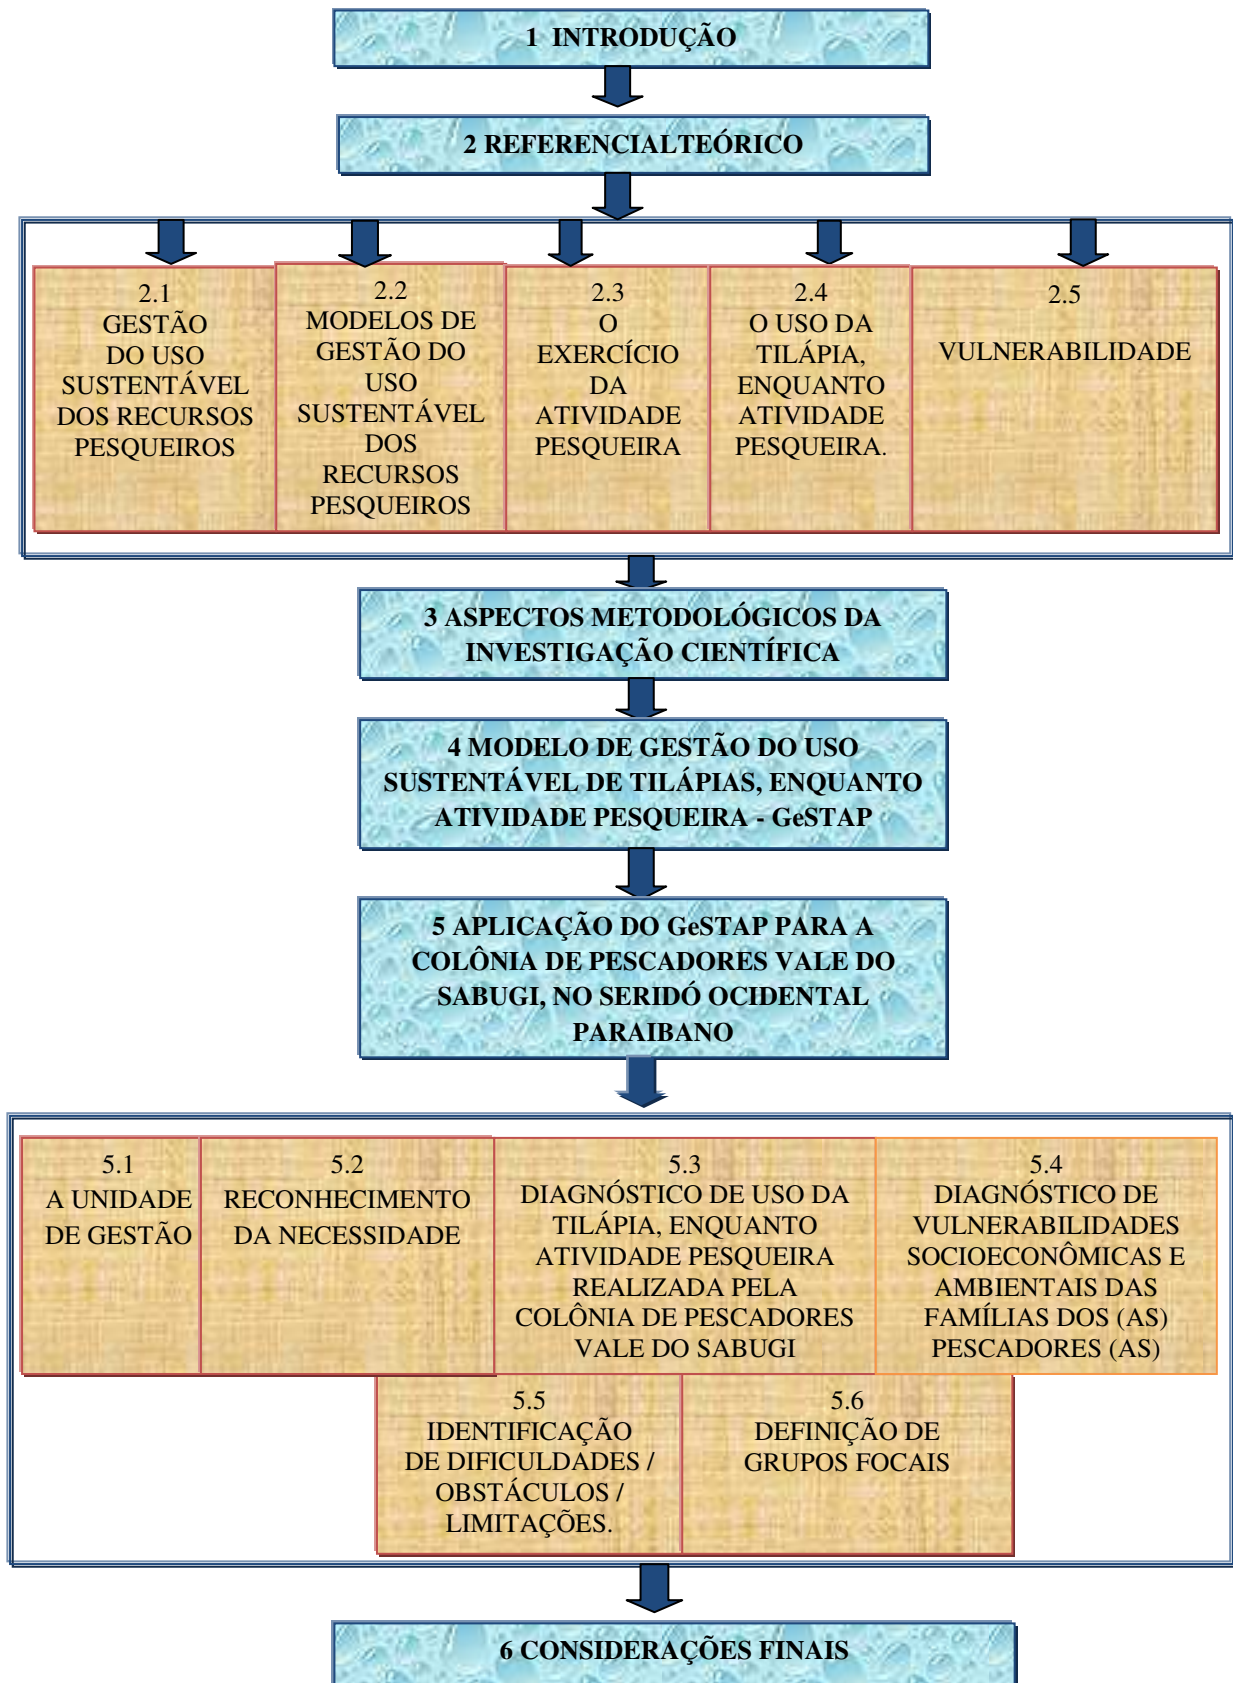 1 INTRODUÇÃO
2 REFERENCIALTEÓRICO
2.1
GESTÃO
DO USO
SUSTENTÁVEL
DOS RECURSOS
PESQUEIROS
2.2
MODELOS DE
GESTÃO DO
USO
SUSTENTÁVEL
DOS
RECURSOS
PESQUEIROS
2.3
O
EXERCÍCIO
DA
ATIVIDADE
PESQUEIRA
2.4
O USO DA
TILÁPIA,
ENQUANTO
ATIVIDADE
PESQUEIRA.
2.5
VULNERABILIDADE
3 ASPECTOS METODOLÓGICOS DA
INVESTIGAÇÃO CIENTÍFICA
4 MODELO DE GESTÃO DO USO
SUSTENTÁVEL DE TILÁPIAS, ENQUANTO
ATIVIDADE PESQUEIRA - GeSTAP
5 APLICAÇÃO DO GeSTAP PARA A
COLÔNIA DE PESCADORES VALE DO
SABUGI, NO SERIDÓ OCIDENTAL
PARAIBANO
5.1
A UNIDADE
DE GESTÃO
5.2
RECONHECIMENTO
DA NECESSIDADE
5.3
DIAGNÓSTICO DE USO DA
TILÁPIA, ENQUANTO
ATIVIDADE PESQUEIRA
REALIZADA PELA
COLÔNIA DE PESCADORES
VALE DO SABUGI
5.4
DIAGNÓSTICO DE
VULNERABILIDADES
SOCIOECONÔMICAS E
AMBIENTAIS DAS
FAMÍLIAS DOS (AS)
PESCADORES (AS)
5.5
IDENTIFICAÇÃO
DE DIFICULDADES /
OBSTÁCULOS /
LIMITAÇÕES.
5.6
DEFINIÇÃO DE
GRUPOS FOCAIS
6 CONSIDERAÇÕES FINAIS